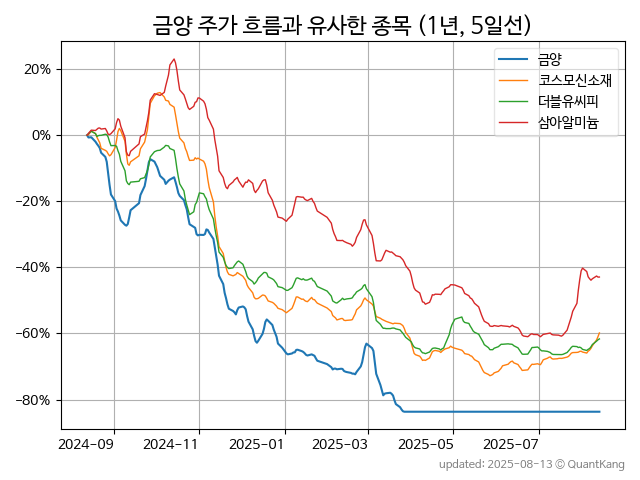 금양 주가 흐름과 유사한 종목 (1년, 5일선)
금양
코스모신소재
더블유씨피
삼아알미늄
20%
0%
−20%
−40%
−60%
−80%
2024-09
2024-11
2025-01
2025-03
2025-05
2025-07
updated: 2025-08-13 © QuantKang